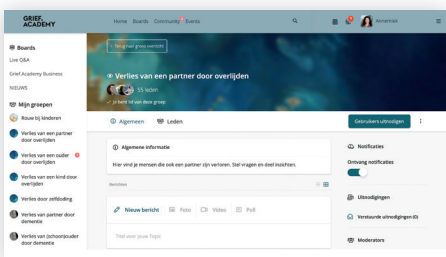 GRIEF.
ACADEMY
Home Boards Community Events
Annemiek
Boards
Live Q&A
Grief Academy Business
NIEUWS
Mijn groepen
Rouw bij kinderen
Verlies van een partner
door overlijden
Verlies van een ouder
door overlijden
Verlies van een kind door
overlijden
Verlies door zelfdoding
Verlies van partner door
dementie
Verlies van (schoon)ouder
door dementie
< Terug naar groep overzicht
Verlies van een partner door overlijden
55 leden
Je bent lid van deze groep
Algemeen Leden
Gebruikers uitnodigen
Algemene informatie
Hier vind je mensen die ook een partner zijn verloren. Stel vragen en deel inzichten.
Berichten
Nieuw bericht Foto Video Poll
Titel voor jouw Topic
Notificaties
Ontvang notificaties
Uitnodigingen
Verstuurde uitnodigingen (0)
Moderators